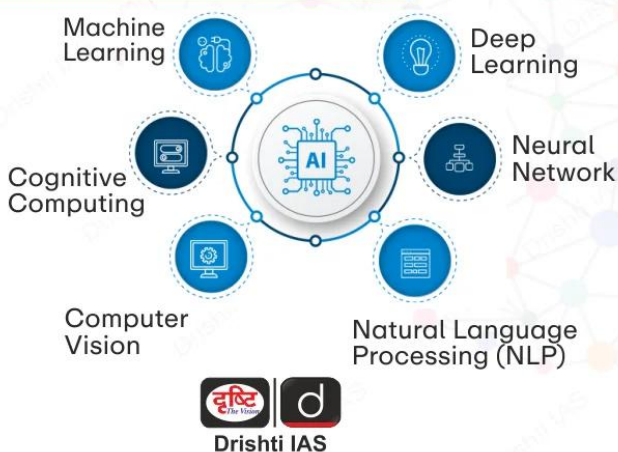 Machine
Learning
Deep
Learning
AI
Cognitive
Computing
Neural
Network
Computer
Vision
Natural Language
Processing (NLP)
दृष्टि
The Vision
d
Drishti IAS